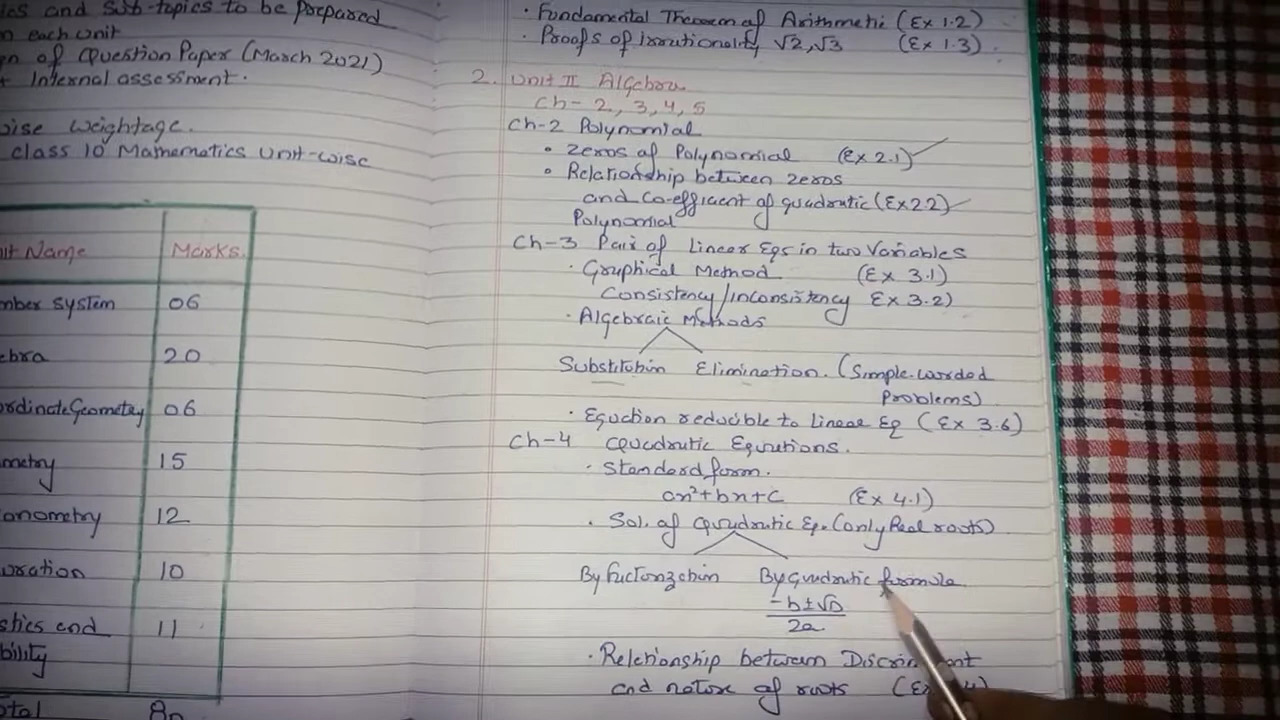 ics and sub-topics to be prepared
n each unit
gn of Question Paper (March 2021)
+ Internal assessment.
wise weightage.
class 10 Mathematics Unit-wise
it Name Marks.
mber system 06
ebra 20
ordinate Geometry 06
metry 15
onometry 12
uration 10
stics and 11
bility
Total 80
• Fundamental Theorem of Arithmetic (Ex 1.2)
• Proofs of Irrationality √2, √3 (Ex 1.3)
2. Unit II Algebra
Ch- 2, 3, 4, 5
Ch-2 Polynomial
• Zeros of Polynomial (Ex 2.1)
• Relationship between zeros
and Co-efficient of quadratic (Ex 2.2)
Polynomial
Ch-3 Pair of Linear Eqs in two Variables
• Graphical Method (Ex 3.1)
Consistency/inconsistency Ex 3.2)
• Algebraic Methods
Substitution Elimination. (Simple worded
Problems)
• Equation reducible to Linear Eq (Ex 3.6)
Ch-4 Quadratic Equations.
• Standard form.
ax²+bx+c (Ex 4.1)
• Sol. of Quadratic Eq. (only Real roots)
By factorization By quadratic formula
-b±√D
2a
• Relationship between Discriminant
and nature of roots